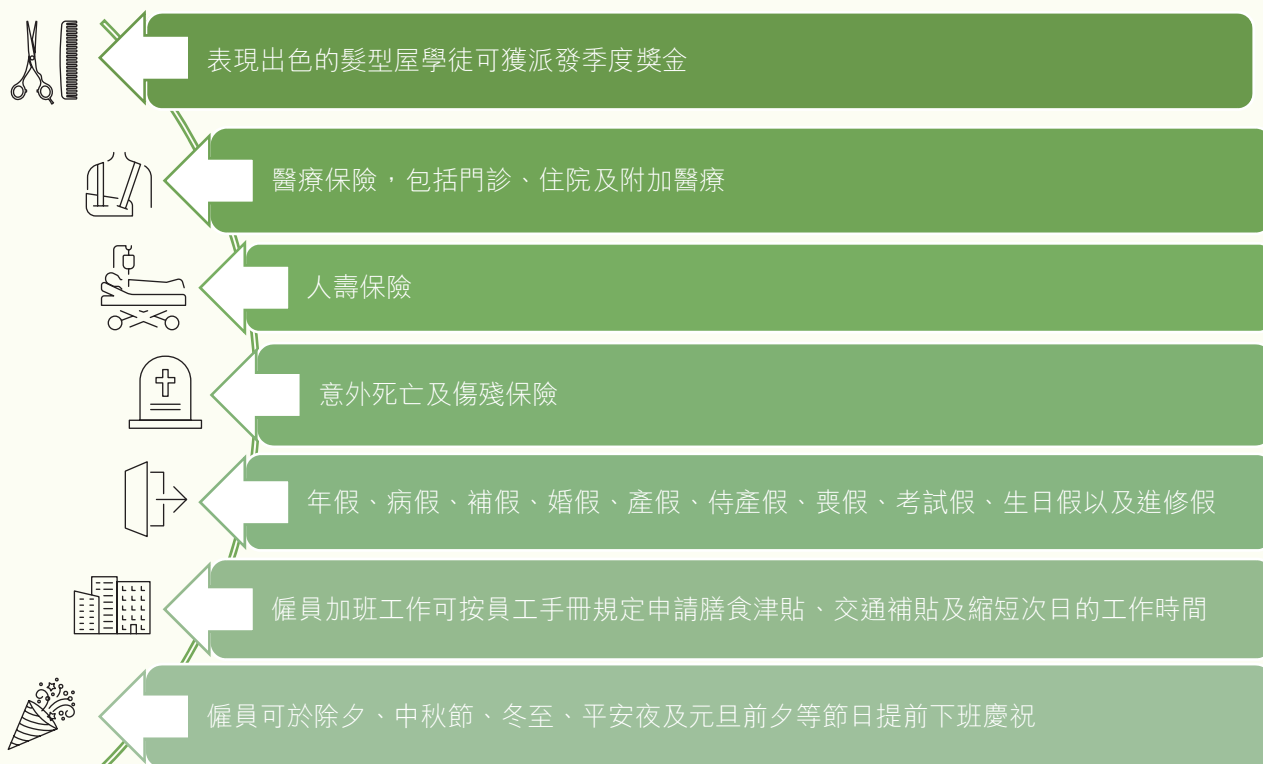 表現出色的髮型屋學徒可獲派發季度獎金
醫療保險，包括門診、住院及附加醫療
人壽保險
意外死亡及傷殘保險
年假、病假、補假、婚假、產假、侍產假、喪假、考試假、生日假以及進修假
僱員加班工作可按員工手冊規定申請膳食津貼、交通補貼及縮短次日的工作時間
僱員可於除夕、中秋節、冬至、平安夜及元旦前夕等節日提前下班慶祝